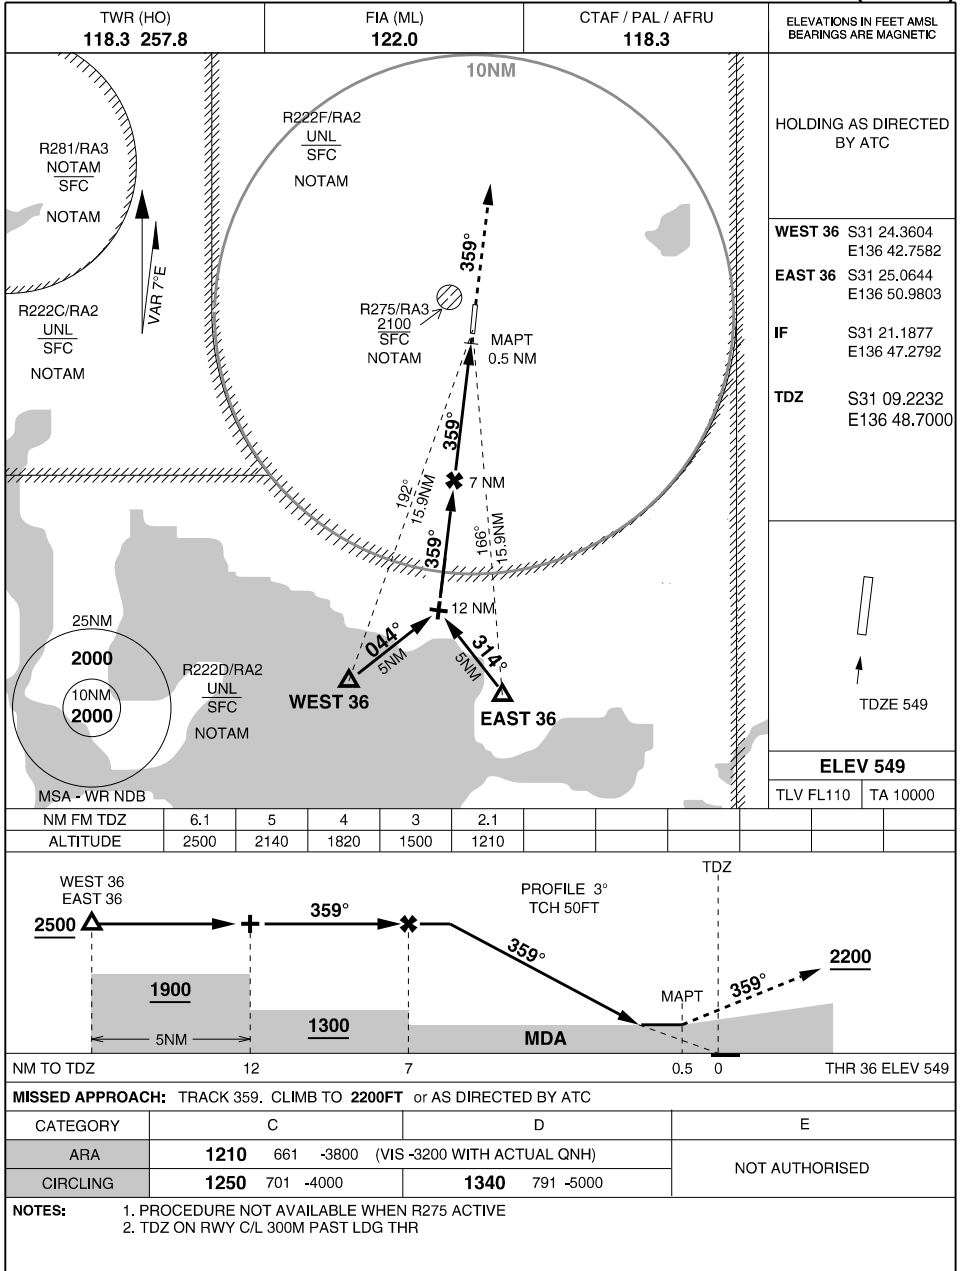 TWR (HO)
118.3 257.8
FIA (ML)
122.0
CTAF / PAL / AFRU
118.3
ELEVATIONS IN FEET AMSL
BEARINGS ARE MAGNETIC
10NM
R281/RA3
NOTAM
SFC
NOTAM
R222F/RA2
UNL
SFC
NOTAM
VAR 7°E
R222C/RA2
UNL
SFC
NOTAM
359°
R275/RA3
2100
SFC
NOTAM
MAPT
0.5 NM
359°
7 NM
192°
15.9NM
359°
166°
15.9NM
12 NM
044°
5NM
314°
5NM
WEST 36
EAST 36
25NM
2000
10NM
2000
MSA - WR NDB
R222D/RA2
UNL
SFC
NOTAM
HOLDING AS DIRECTED
BY ATC
WEST 36 S31 24.3604
E136 42.7582
EAST 36 S31 25.0644
E136 50.9803
IF S31 21.1877
E136 47.2792
TDZ S31 09.2232
E136 48.7000
TDZE 549
ELEV 549
TLV FL110 TA 10000
NM FM TDZ 6.1 5 4 3 2.1
ALTITUDE 2500 2140 1820 1500 1210
WEST 36
EAST 36
2500
359°
PROFILE 3°
TCH 50FT
TDZ
359°
MAPT
359°
2200
1900
1300
MDA
5NM
NM TO TDZ 12 7 0.5 0 THR 36 ELEV 549
MISSED APPROACH: TRACK 359. CLIMB TO 2200FT or AS DIRECTED BY ATC
CATEGORY C D E
ARA 1210 661 -3800 (VIS -3200 WITH ACTUAL QNH)
NOT AUTHORISED
CIRCLING 1250 701 -4000 1340 791 -5000
NOTES: 1. PROCEDURE NOT AVAILABLE WHEN R275 ACTIVE
2. TDZ ON RWY C/L 300M PAST LDG THR